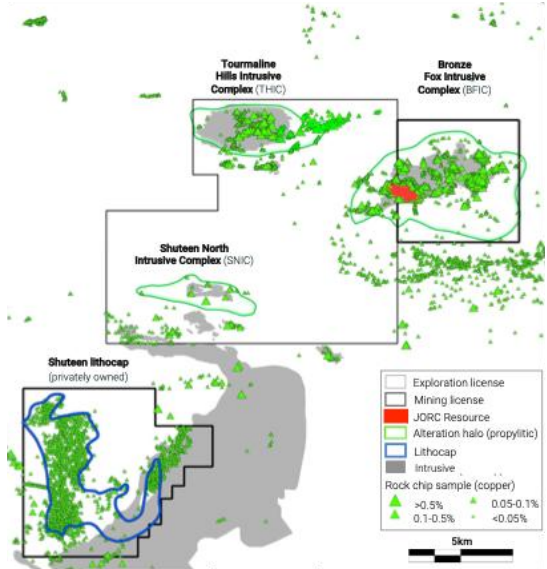 Tourmaline
Hills Intrusive
Complex (THIC)
Bronze
Fox Intrusive
Complex (BFIC)
Shuteen North
Intrusive Complex (SNIC)
Shuteen lithocap
(privately owned)
Exploration license
Mining license
JORC Resource
Alteration halo (propylitic)
Lithocap
Intrusive
Rock chip sample (copper)
>0.5%
0.05-0.1%
0.1-0.5%
<0.05%
5km